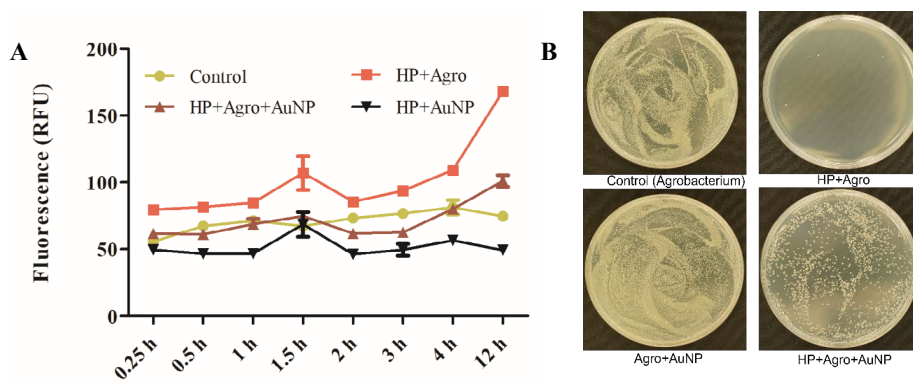 A
B
200
150
100
50
0
Fluorescence (RFU)
Control
HP+Agro
HP+Agro+AuNP
HP+AuNP
0.25 h
0.5 h
1 h
1.5 h
2 h
3 h
4 h
12 h
Control (Agrobacterium)
HP+Agro
Agro+AuNP
HP+Agro+AuNP